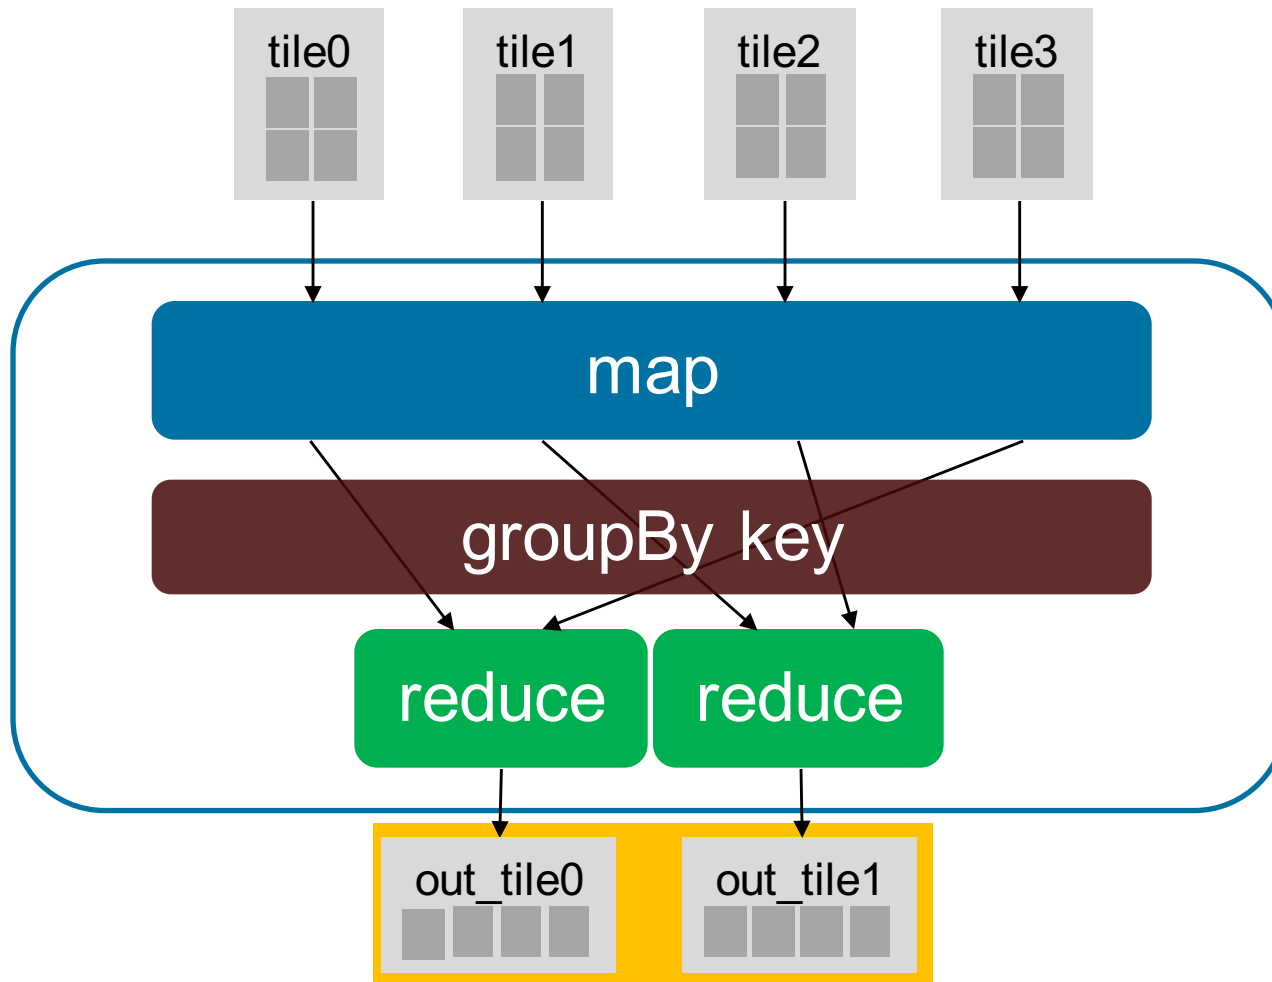 tile0 tile1 tile2 tile3
map
groupBy key
reduce reduce
out_tile0 out_tile1